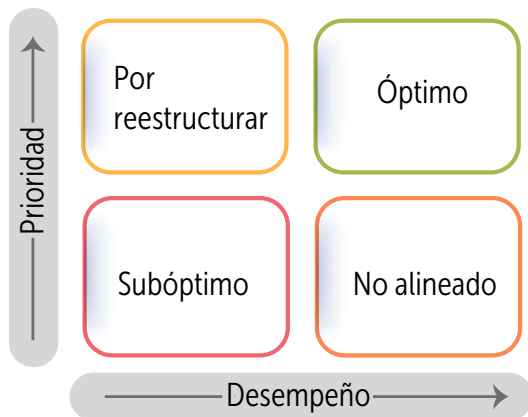 Prioridad
Por
reestructurar
Óptimo
Subóptimo
No alineado
Desempeño